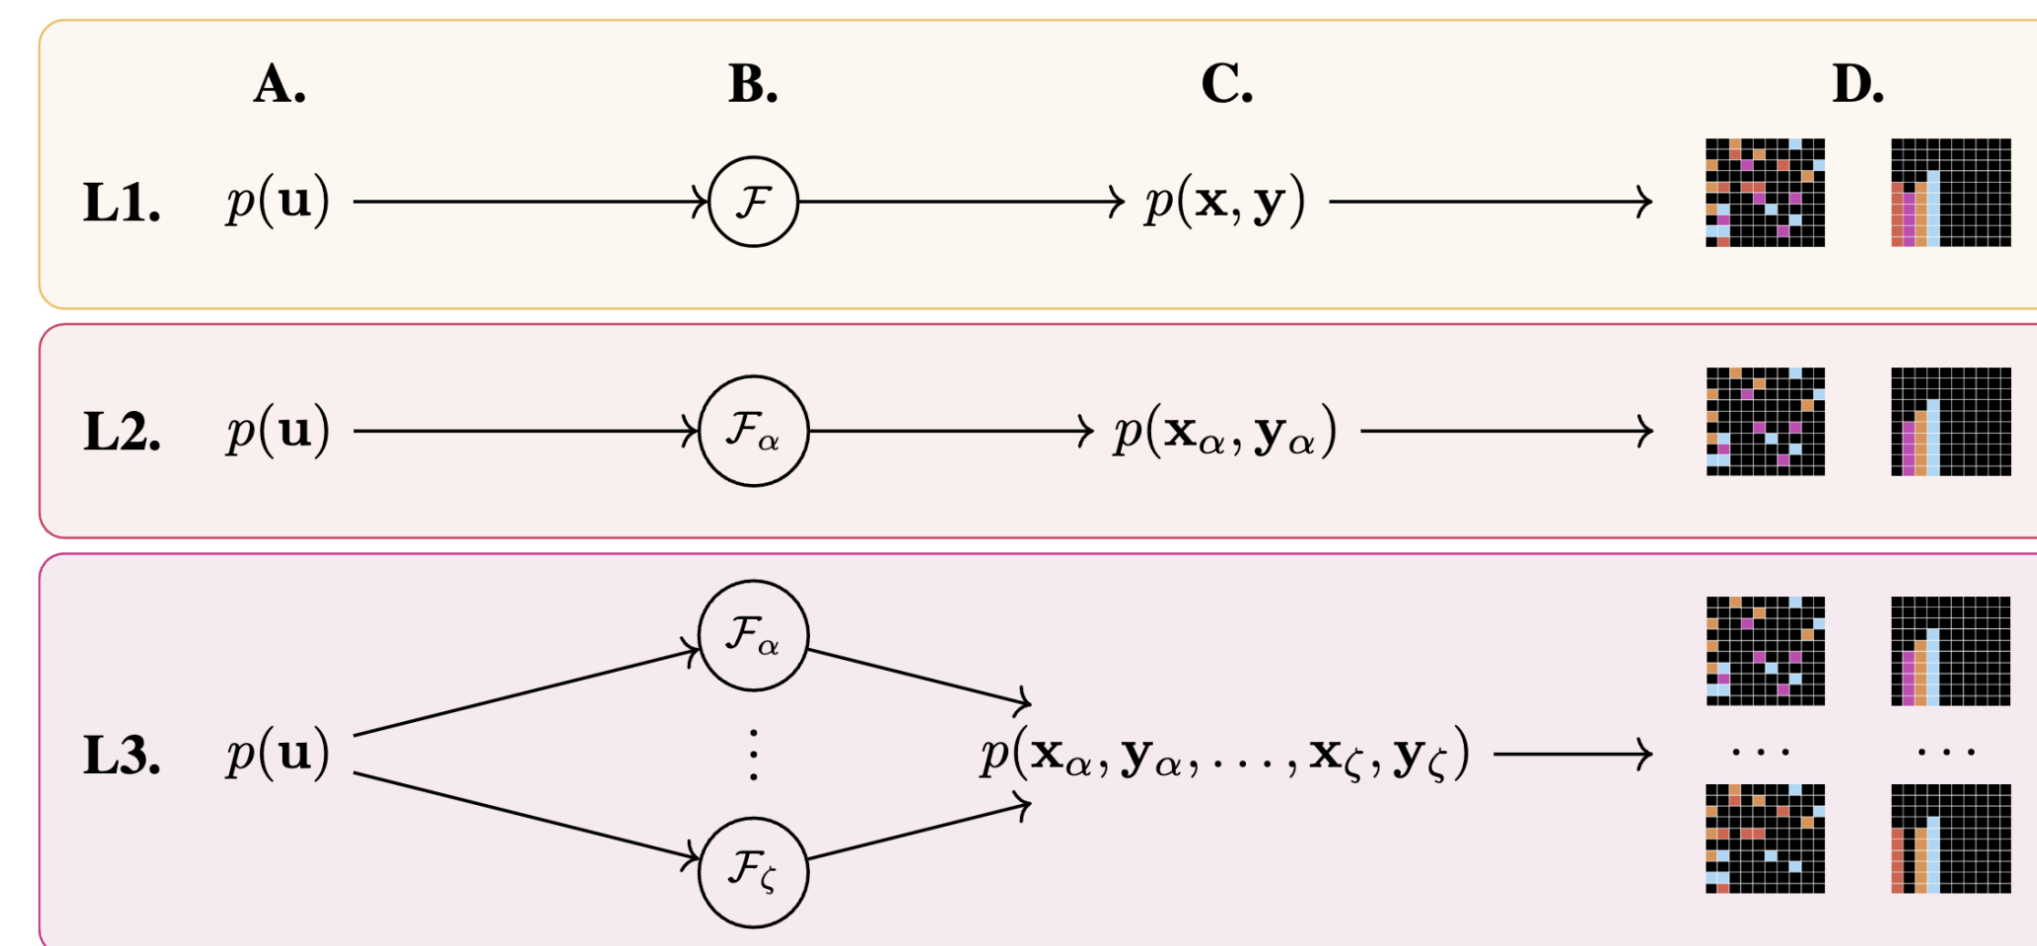 A. B. C. D.
L1. p(u) ℱ p(x, y)
L2. p(u) ℱα p(xα, yα)
ℱα
⋮
L3. p(u) p(xα, yα, . . . , xζ, yζ) · · · · · ·
ℱζ